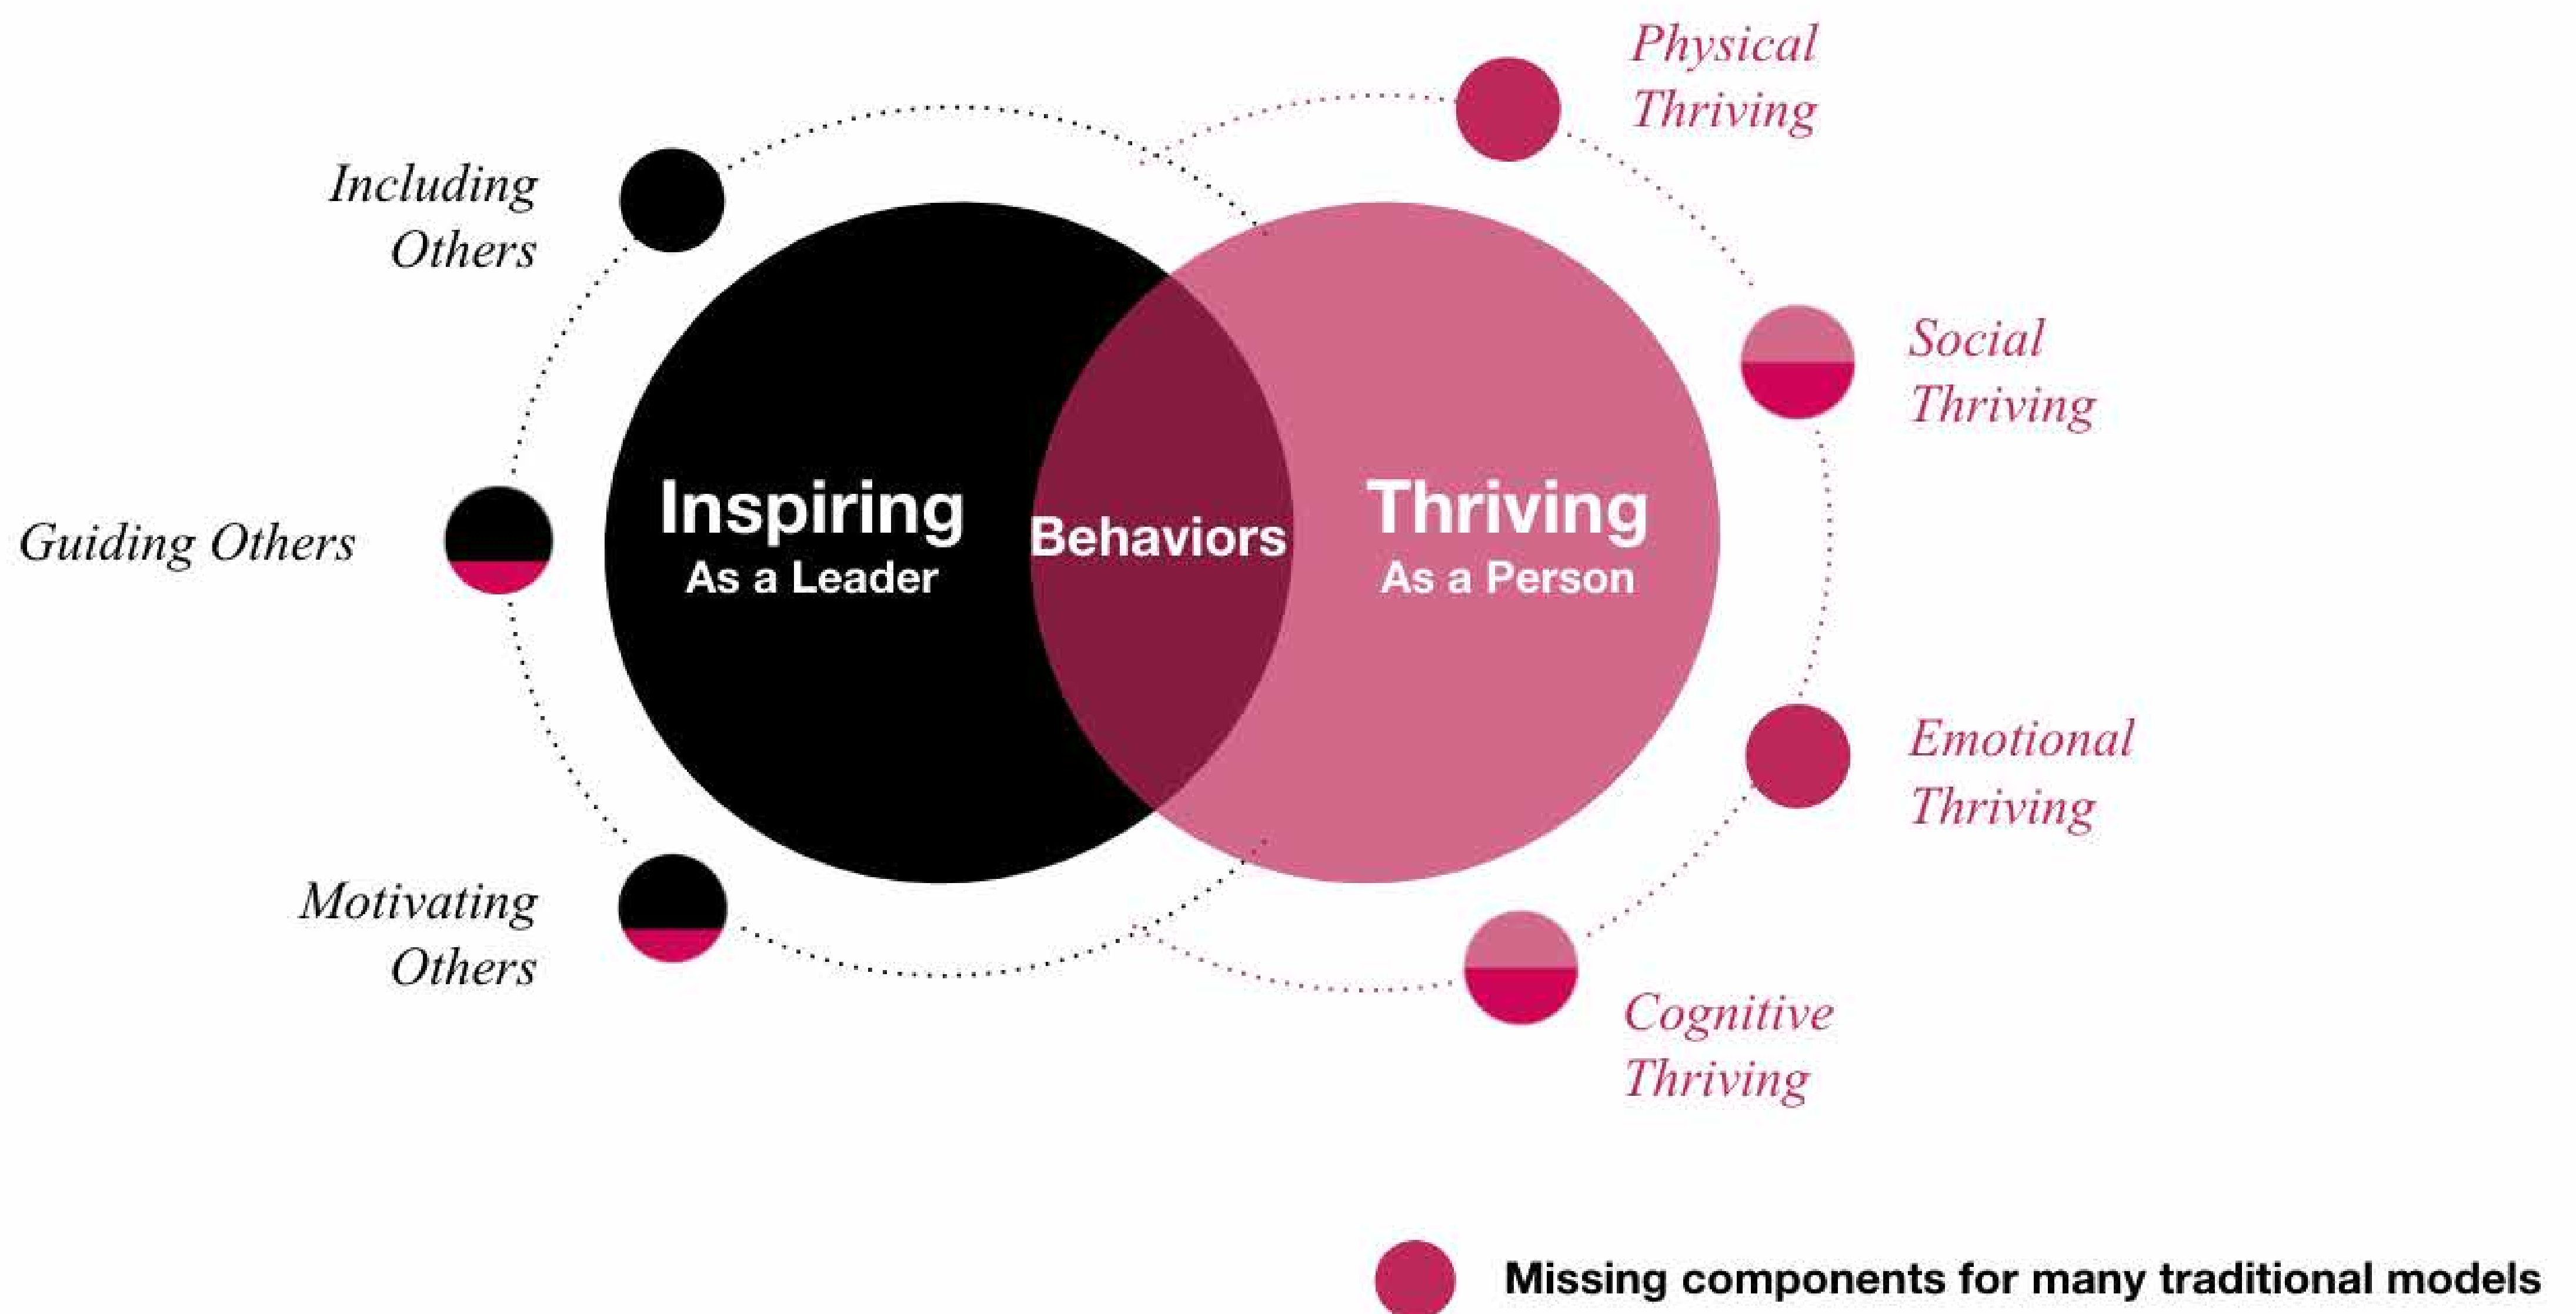 Physical
Thriving
Including
Others
Social
Thriving
Inspiring
As a Leader
Behaviors
Thriving
As a Person
Guiding Others
Emotional
Thriving
Motivating
Others
Cognitive
Thriving
Missing components for many traditional models